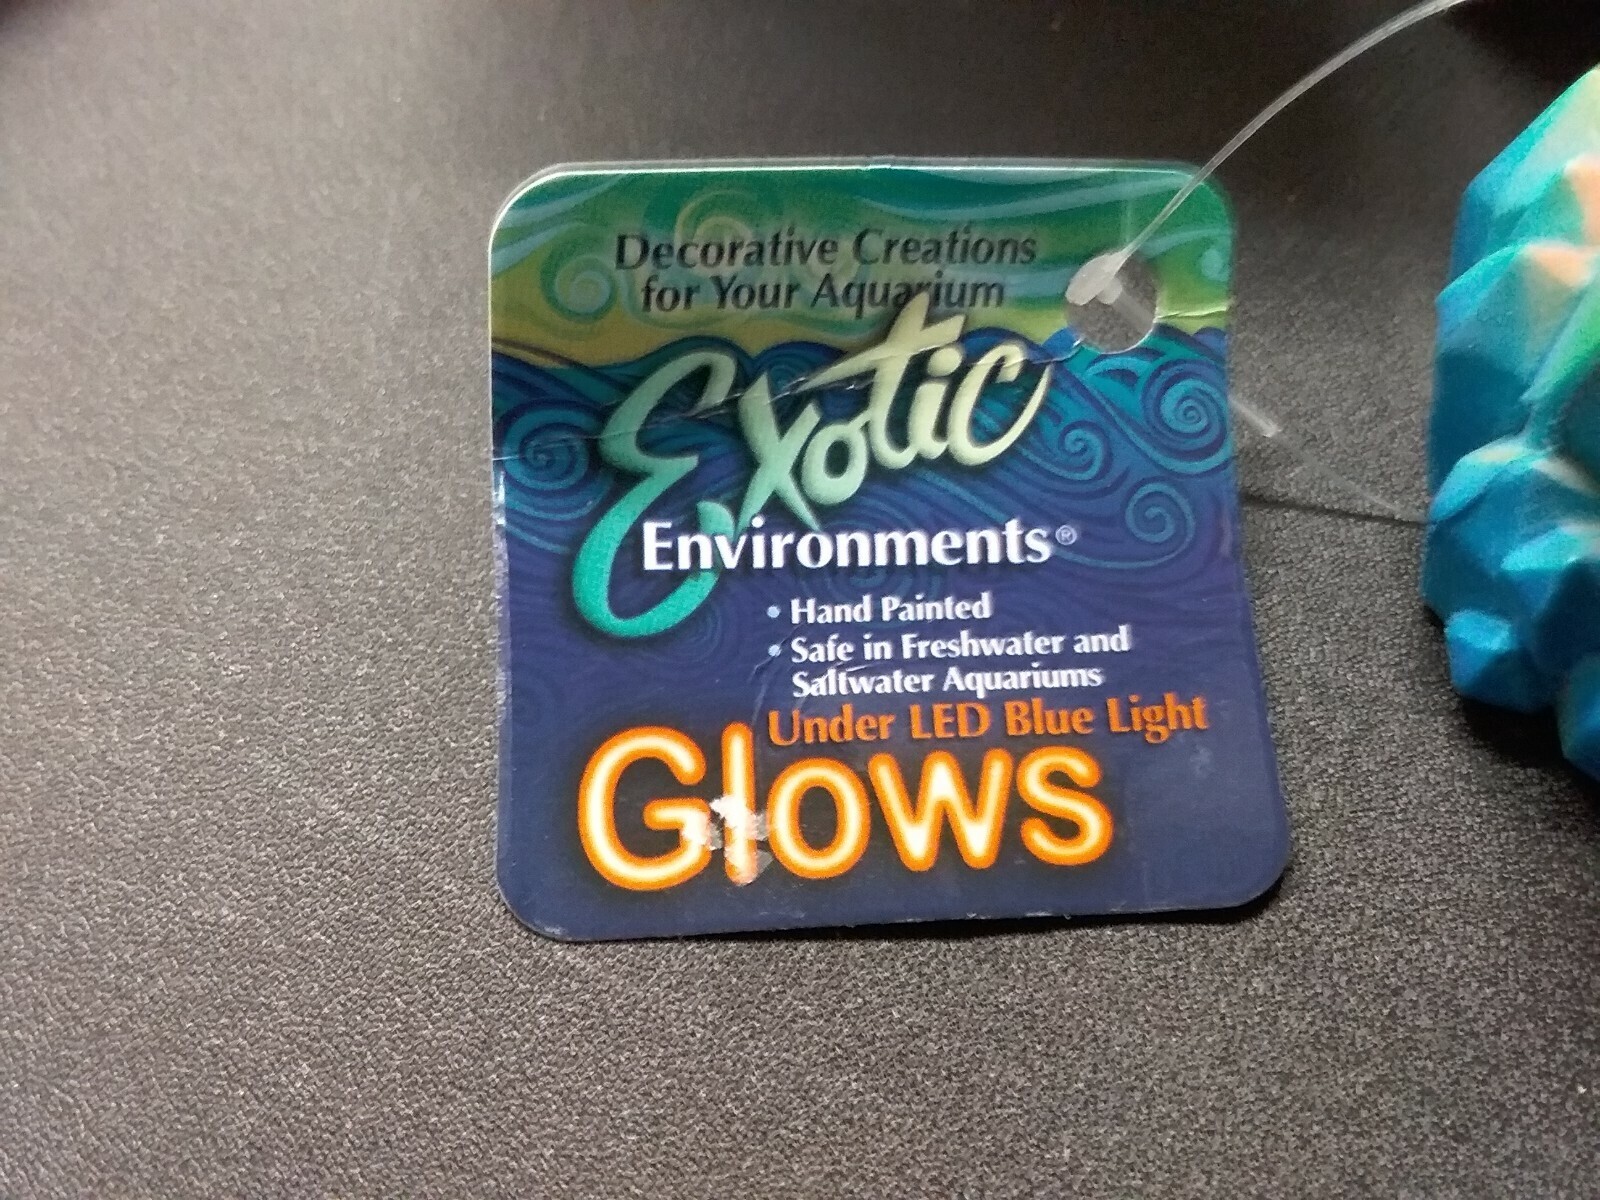 Decorative Creations
for Your Aquarium
Exotic
Environments®
• Hand Painted
• Safe in Freshwater and
Saltwater Aquariums
Under LED Blue Light
Glows